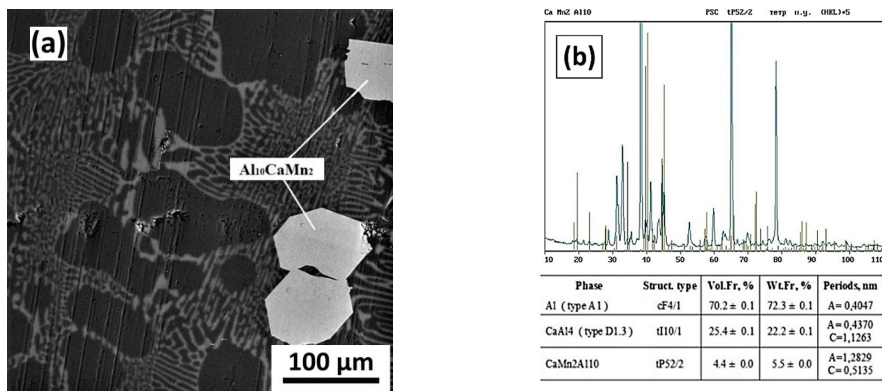 (a)
Al10CaMn2
100 µm
Ca Mn2 Al10 PSC tP52/2 темр н.у. (HKL)*5
(b)
10 20 30 40 50 60 70 80 90 100 110
Phase Struct. type Vol.Fr, % Wt.Fr, % Periods, nm
Al ( type A1 ) cF4/1 70.2 ± 0.1 72.3 ± 0.1 A= 0,4047
CaAl4 ( type D1.3 ) tI10/1 25.4 ± 0.1 22.2 ± 0.1 A= 0,4370
C=1,1263
CaMn2Al10 tP52/2 4.4 ± 0.0 5.5 ± 0.0 A=1,2829
C= 0,5135